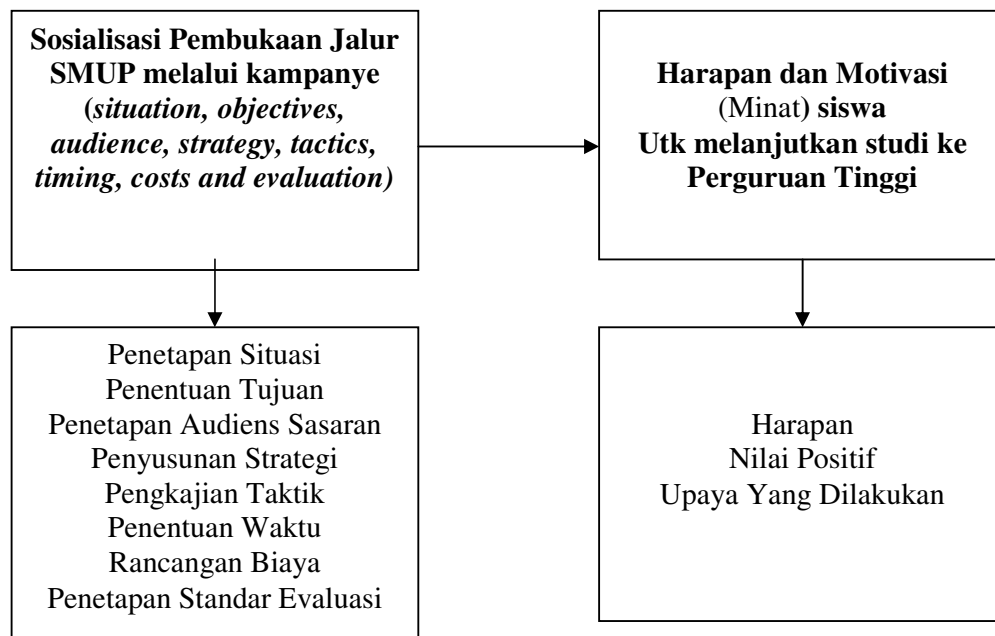 Sosialisasi Pembukaan Jalur
SMUP melalui kampanye
(situation, objectives,
audience, strategy, tactics,
timing, costs and evaluation)
Harapan dan Motivasi
(Minat) siswa
Utk melanjutkan studi ke
Perguruan Tinggi
Penetapan Situasi
Penentuan Tujuan
Penetapan Audiens Sasaran
Penyusunan Strategi
Pengkajian Taktik
Penentuan Waktu
Rancangan Biaya
Penetapan Standar Evaluasi
Harapan
Nilai Positif
Upaya Yang Dilakukan